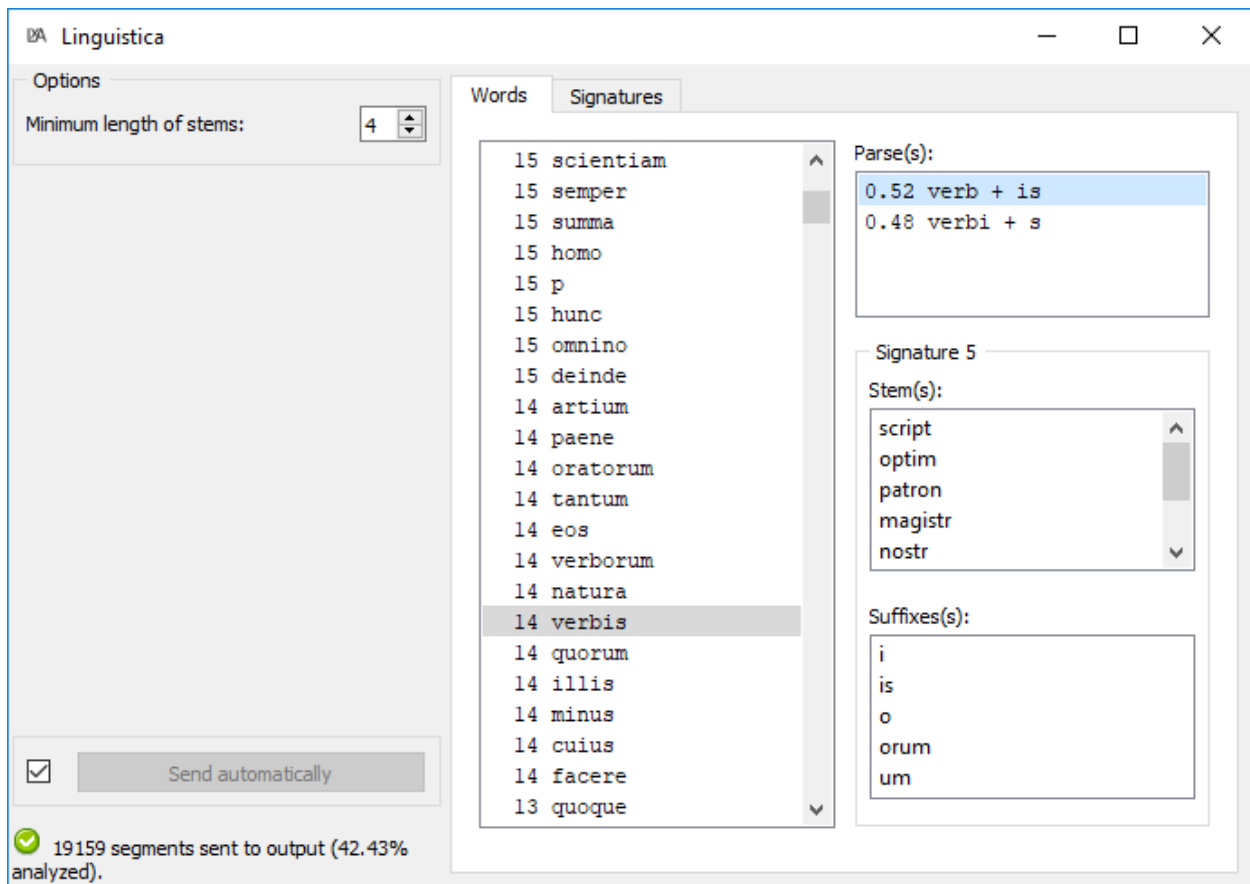 Linguistica
Options
Minimum length of stems:
4
Send automatically
19159 segments sent to output (42.43%
analyzed).
Words
Signatures
15 scientiam
15 semper
15 summa
15 homo
15 p
15 hunc
15 omnino
15 deinde
14 artium
14 paene
14 oratorum
14 tantum
14 eos
14 verborum
14 natura
14 verbis
14 quorum
14 illis
14 minus
14 cuius
14 facere
13 quoque
Parse(s):
0.52 verb + is
0.48 verbi + s
Signature 5
Stem(s):
script
optim
patron
magistr
nostr
Suffixes(s):
i
is
o
orum
um